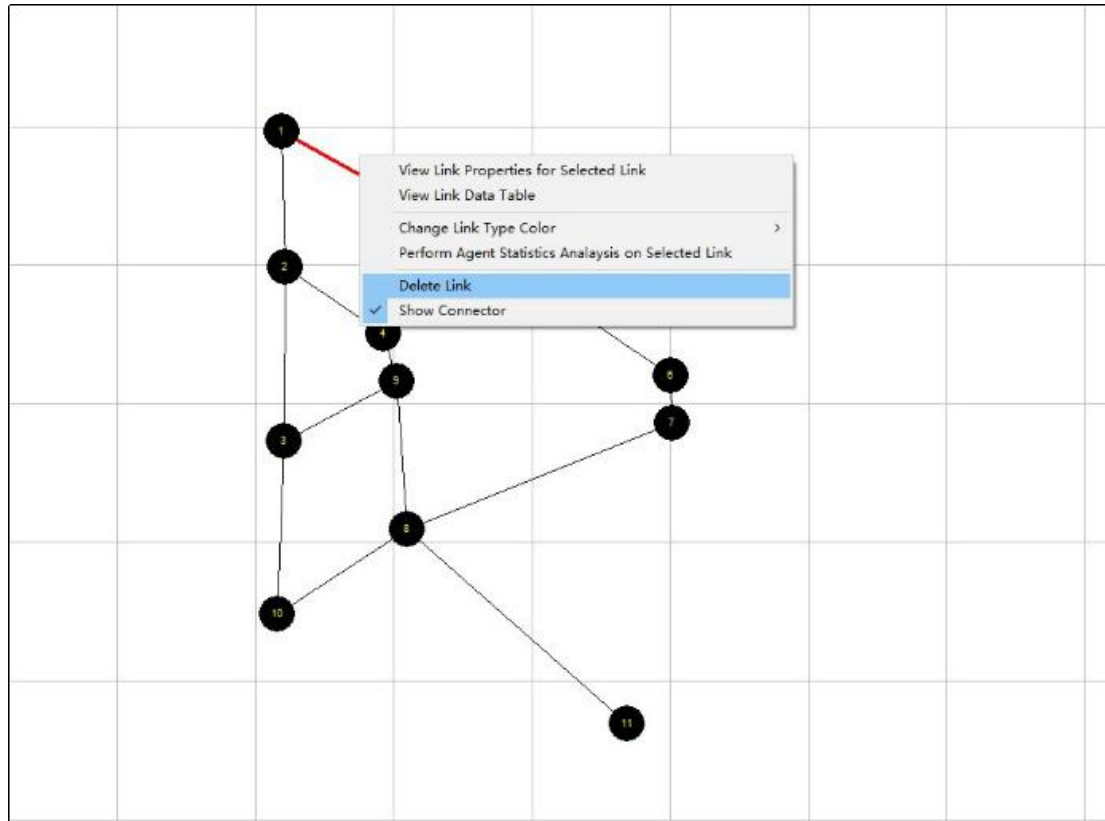 1
View Link Properties for Selected Link
View Link Data Table
Change Link Type Color
Perform Agent Statistics Analaysis on Selected Link
2
Delete Link
Show Connector
4
9
6
7
3
8
10
11